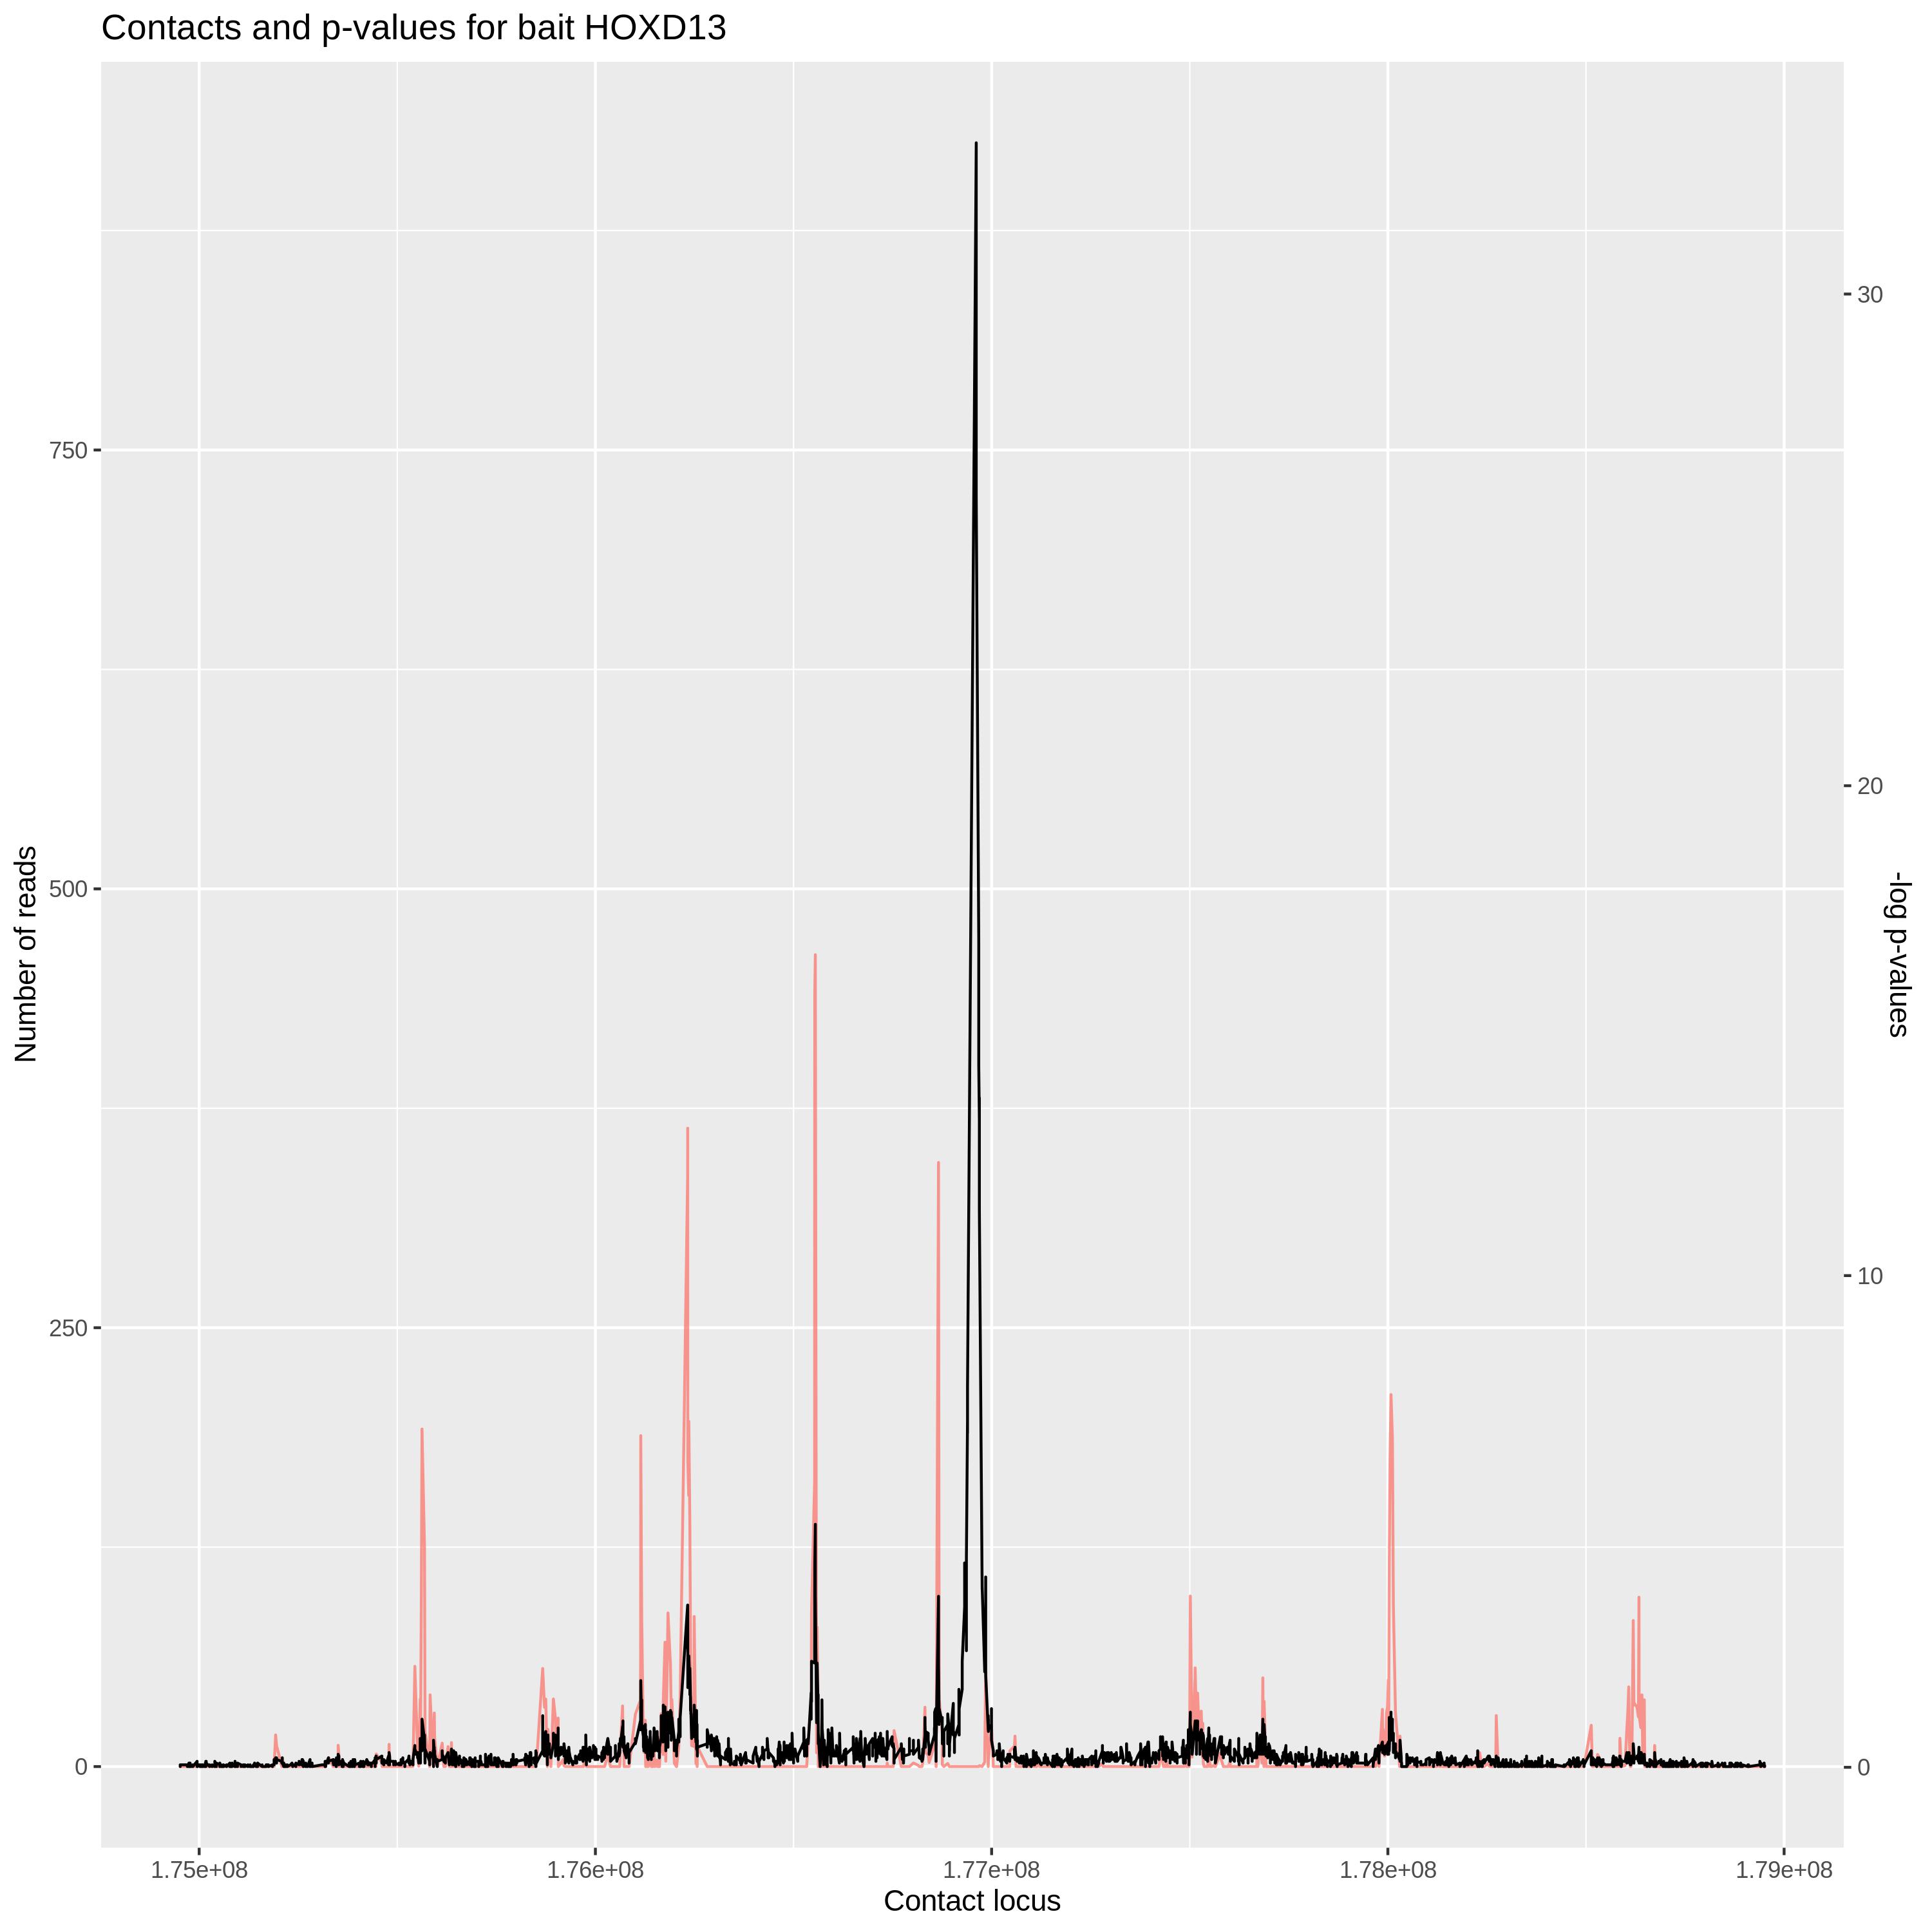 Contacts and p-values for bait HOXD13
Number of reads
750
500
250
0
-log p-values
30
20
10
0
1.75e+08
1.76e+08
1.77e+08
1.78e+08
1.79e+08
Contact locus